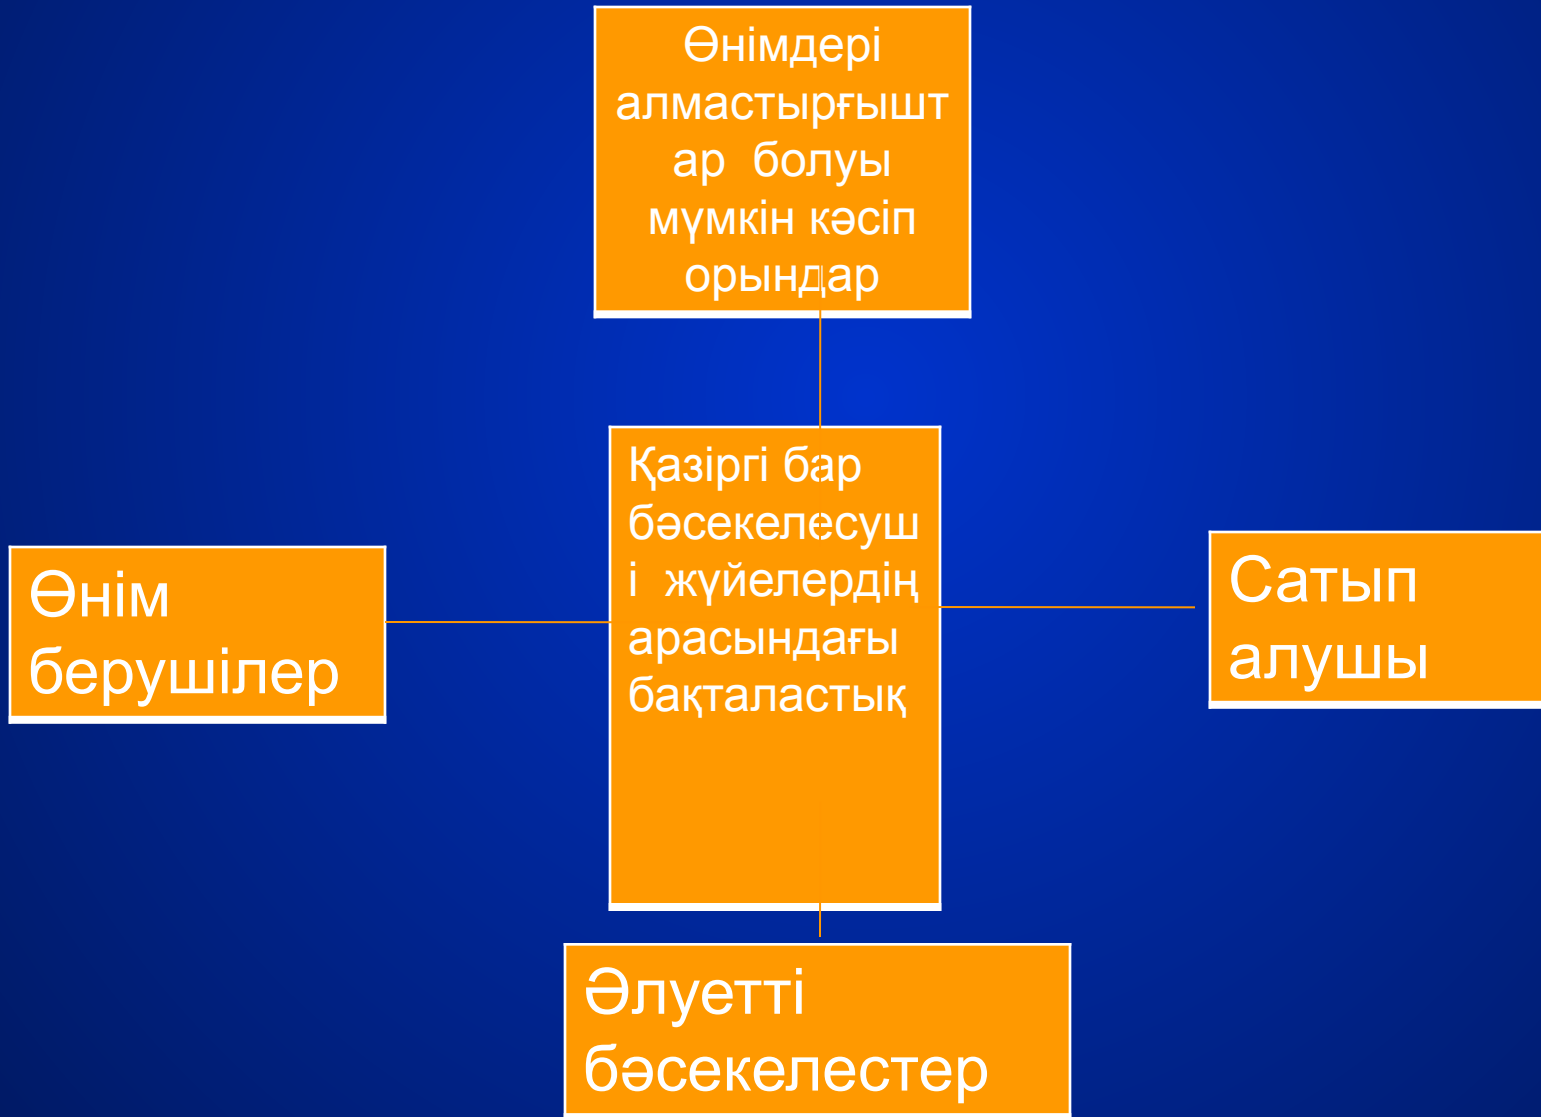 Өнімдері
алмастырғышт
ар болуы
мүмкін кәсіп
орындар
Қазіргі бар
бәсекелесуш
і жүйелердің
арасындағы
бақталастық
Өнім
берушілер
Сатып
алушы
Әлуетті
бәсекелестер